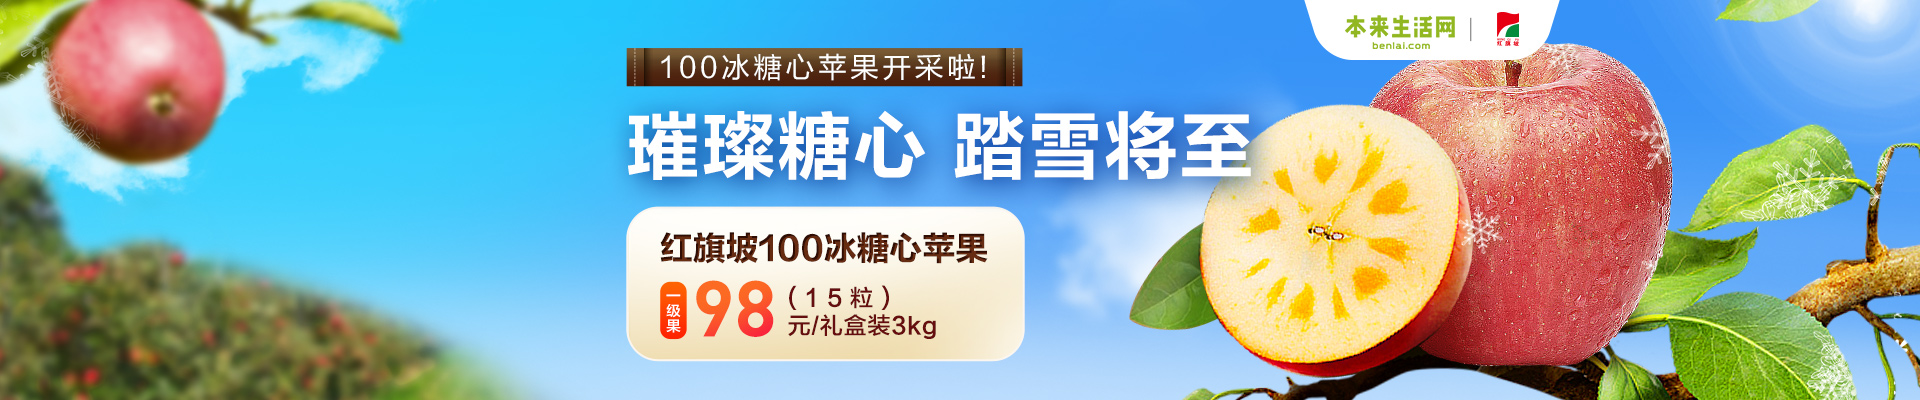 本来生活网
benlai.com
红旗坡
100冰糖心苹果开采啦!
璀璨糖心 踏雪将至
红旗坡100冰糖心苹果
一级果
98
(15粒)
元/礼盒装3kg